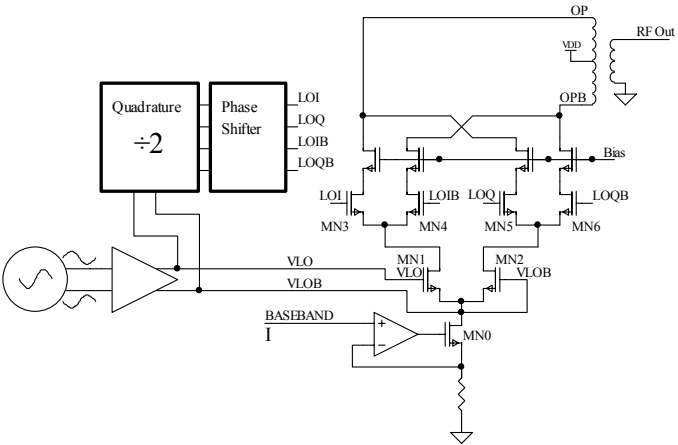 OP
RF Out
VDD
OPB
Quadrature
÷2
Phase
Shifter
LOI
LOQ
LOIB
LOQB
Bias
LOI
LOIB
LOQ
LOQB
MN3
MN4
MN5
MN6
MN1
MN2
VLO
VLO
VLOB
VLOB
BASEBAND
I
+
−
MN0